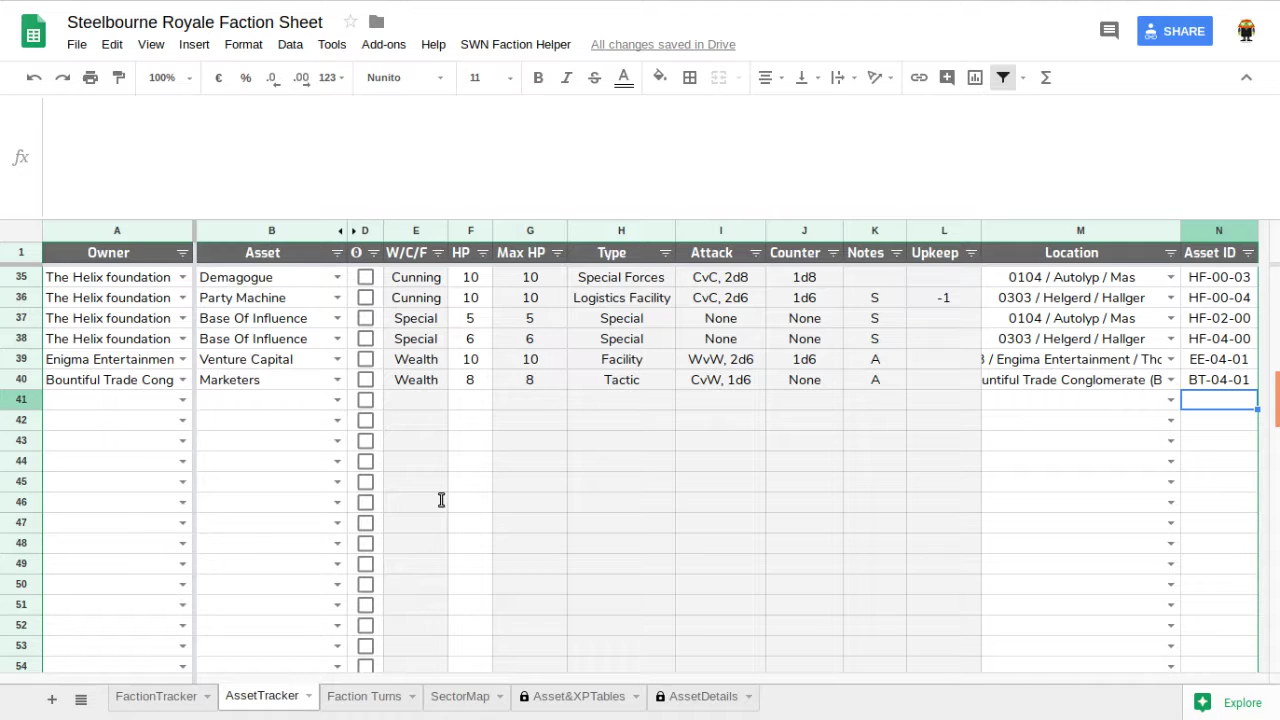 Steelbourne Royale Faction Sheet
File Edit View Insert Format Data Tools Add-ons Help SWN Faction Helper All changes saved in Drive
SHARE
100% € % .0 .00 123 Nunito 11 B I S A Σ
fx
A B D E F G H I J K L M N
1 Owner Asset W/C/F HP Max HP Type Attack Counter Notes Upkeep Location Asset ID
35 The Helix foundation Demagogue Cunning 10 10 Special Forces CvC, 2d8 1d8 0104 / Autolyp / Mas HF-00-03
36 The Helix foundation Party Machine Cunning 10 10 Logistics Facility CvC, 2d6 1d6 S -1 0303 / Helgerd / Hallger HF-00-04
37 The Helix foundation Base Of Influence Special 5 5 Special None None S 0104 / Autolyp / Mas HF-02-00
38 The Helix foundation Base Of Influence Special 6 6 Special None None S 0303 / Helgerd / Hallger HF-04-00
39 Enigma Entertainmen Venture Capital Wealth 10 10 Facility WvW, 2d6 1d6 A / Engima Entertainment / Tho EE-04-01
40 Bountiful Trade Cong Marketers Wealth 8 8 Tactic CvW, 1d6 None A untiful Trade Conglomerate (B BT-04-01
41
42
43
44
45
46
47
48
49
50
51
52
53
54
FactionTracker AssetTracker Faction Turns SectorMap Asset&XPTables AssetDetails Explore